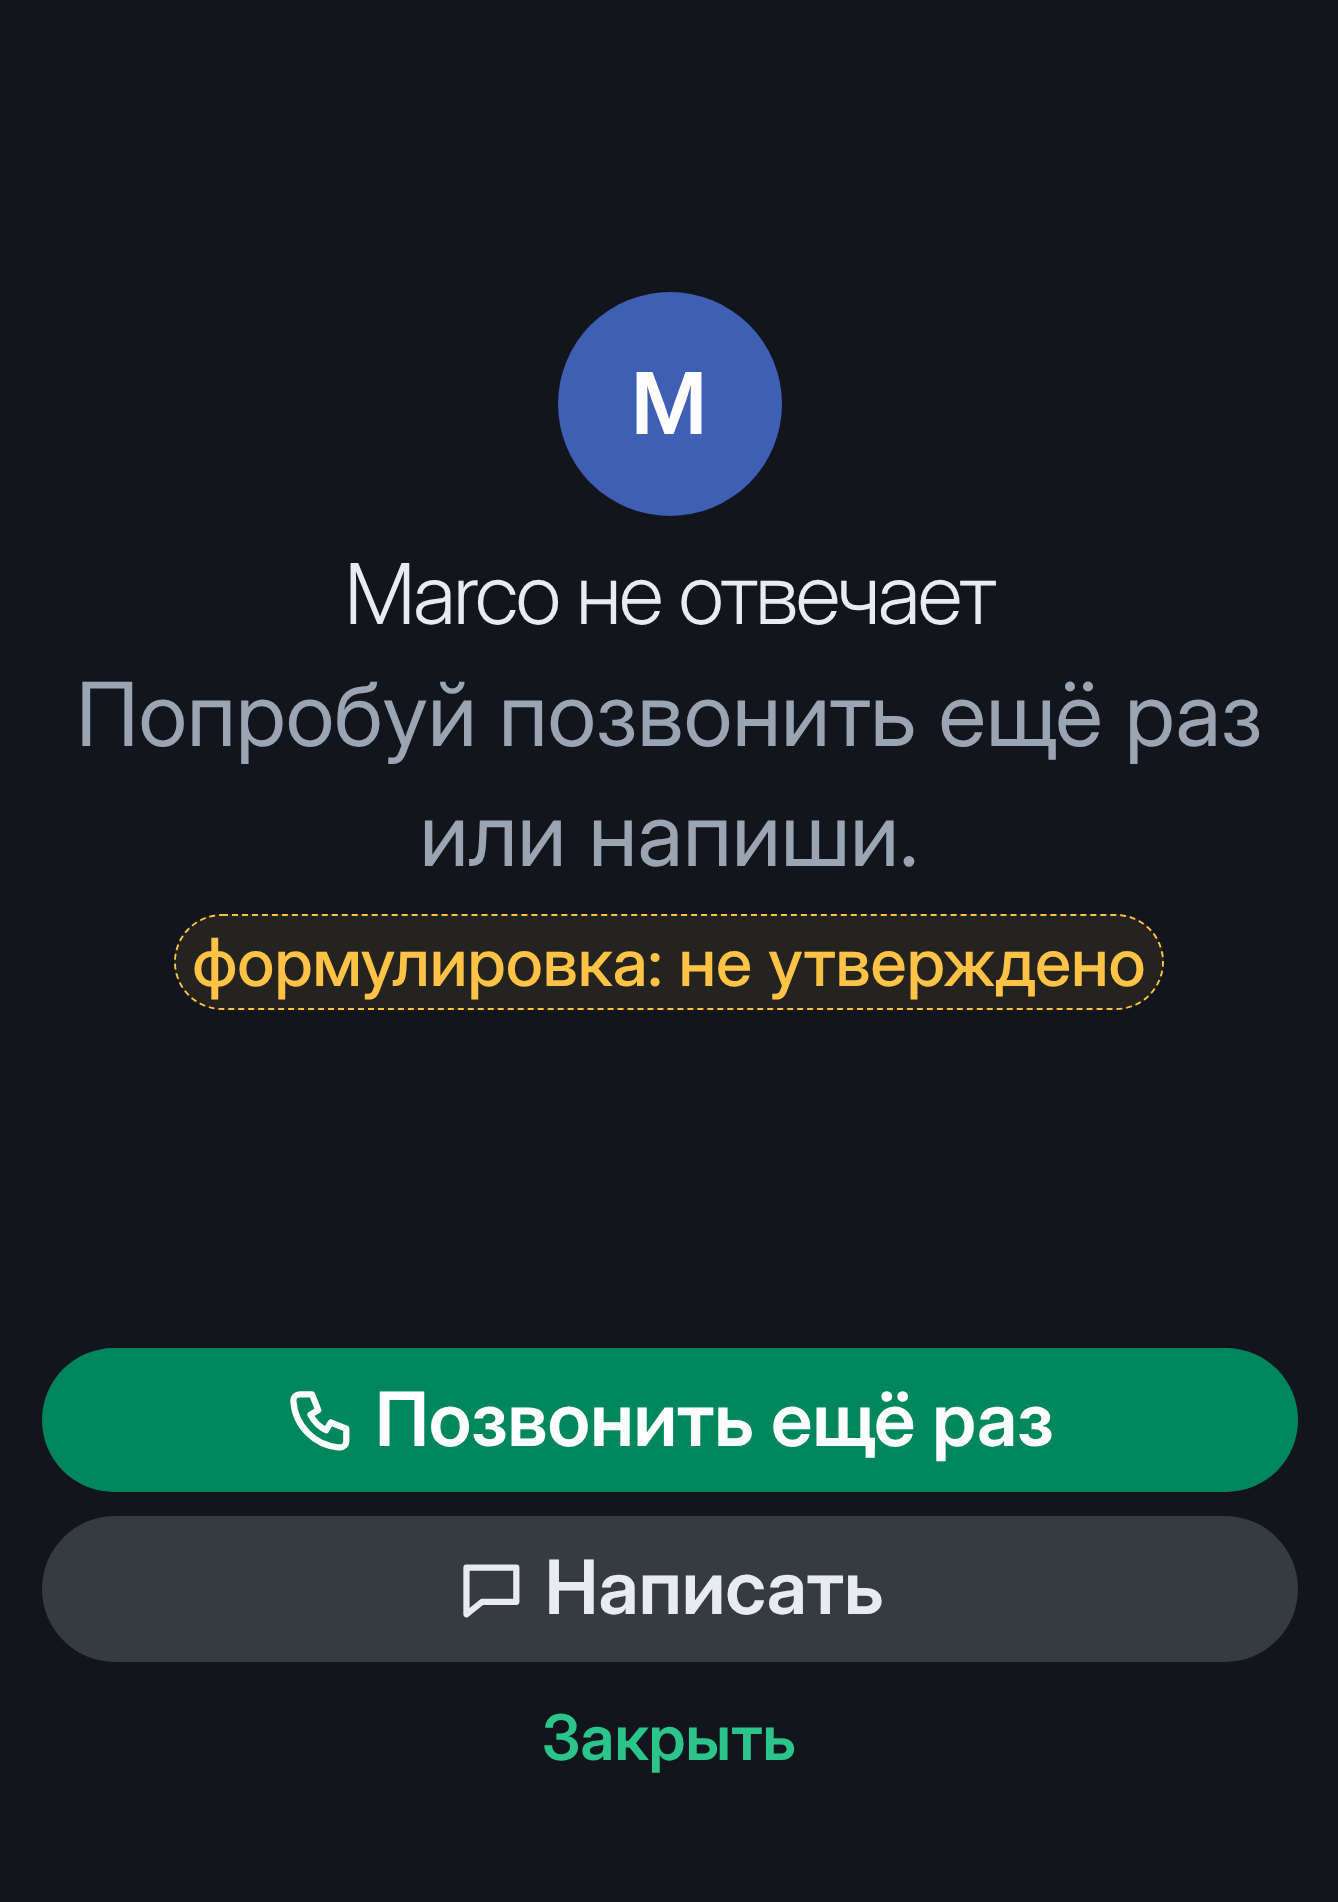 M
Marco не отвечает
Попробуй позвонить ещё раз
или напиши.
формулировка: не утверждено
Позвонить ещё раз
Написать
Закрыть